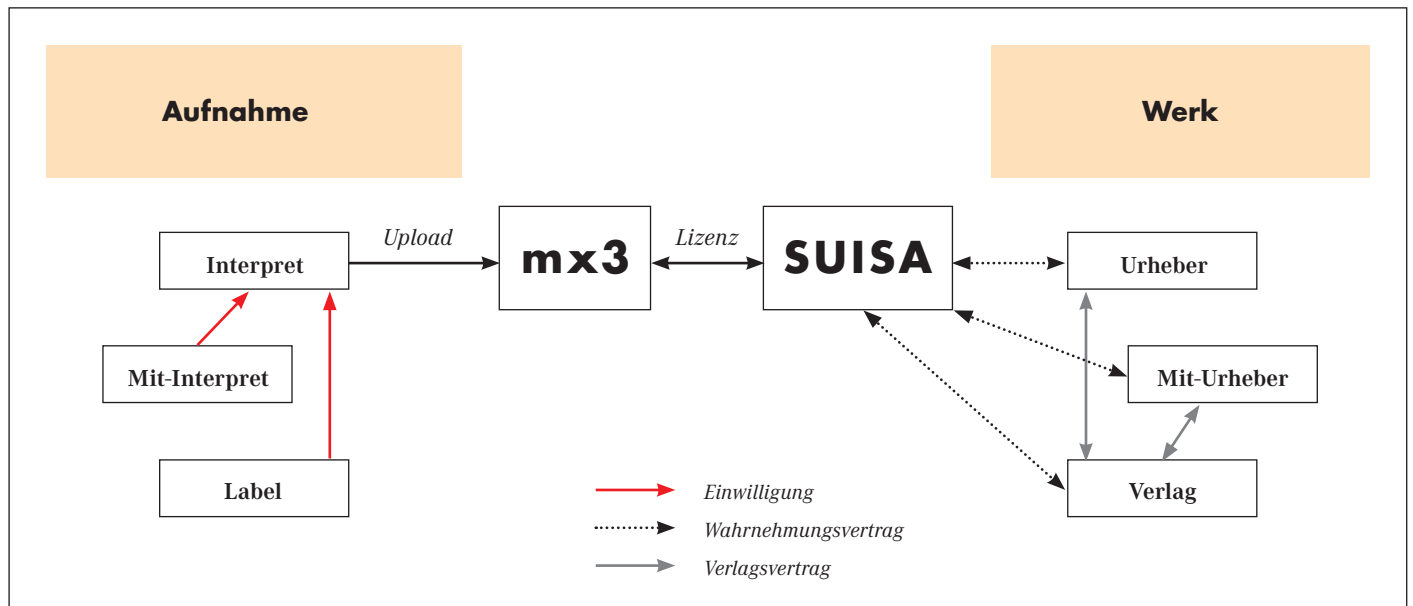 Aufnahme
Werk
Interpret
Upload
mx3
Lizenz
SUISA
Urheber
Mit-Interpret
Mit-Urheber
Label
Verlag
Einwilligung
Wahrnehmungsvertrag
Verlagsvertrag